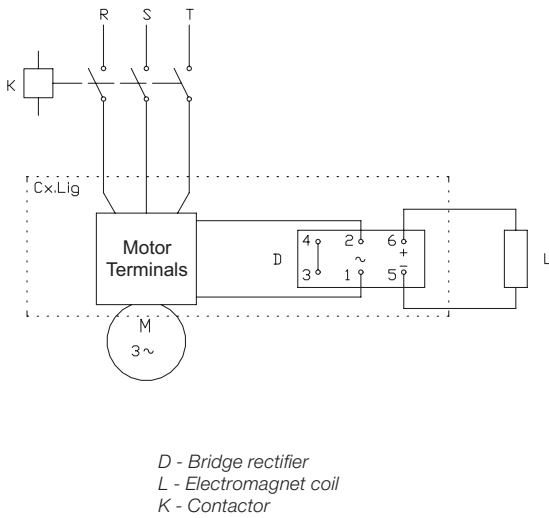 R S T
K
Cx.Lig
Motor
Terminals
D
4 2 6
~ +
3 1 5 -
L
M
3~
D - Bridge rectifier
L - Electromagnet coil
K - Contactor